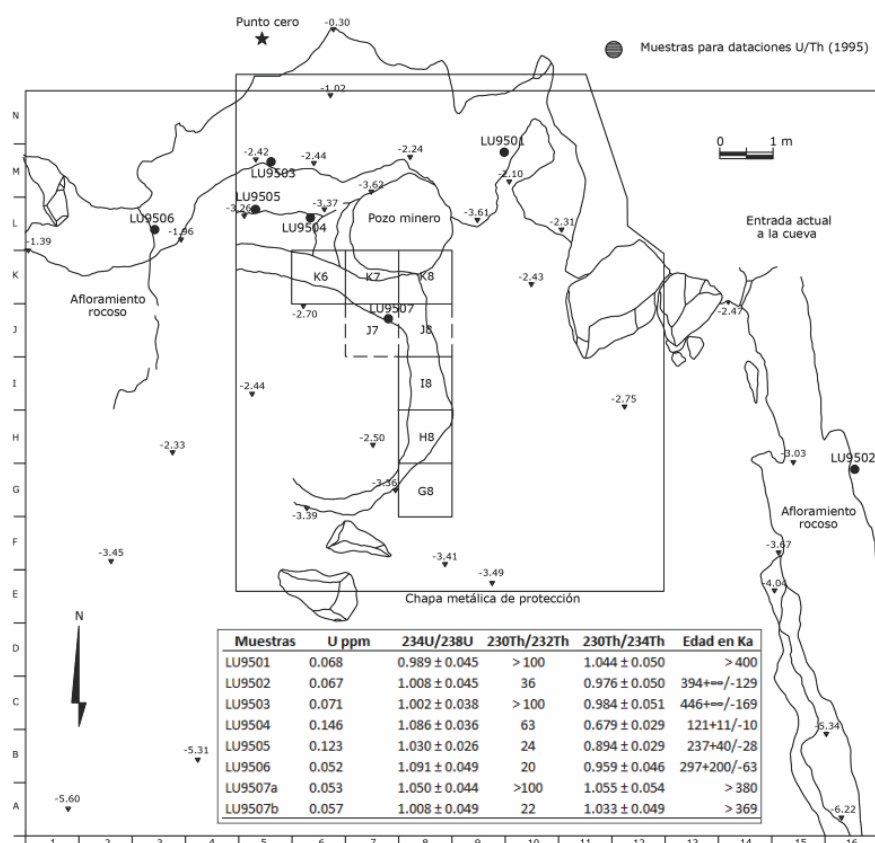 Punto cero
-0.30
Muestras para dataciones U/Th (1995)
-1.02
N
0 1 m
M
-2.42
-2.44
-2.24
LU9501
LU9503
-2.10
L
LU9505
-3.37
-3.62
-3.26
LU9504
Pozo minero
-3.61
-2.31
LU9506
-1.96
-1.39
Entrada actual
a la cueva
K
K6
K7
K8
-2.43
Afloramiento
rocoso
-2.70
LU9507
-2.47
J
J7
J8
I
-2.44
I8
-2.75
H
-2.33
-2.50
H8
-3.03
LU9502
G
-3.36
G8
-3.39
Afloramiento
rocoso
F
-3.45
-3.41
-3.67
E
-3.49
-4.04
Chapa metálica de protección
N
D
Muestras U ppm 234U/238U 230Th/232Th 230Th/234Th Edad en Ka
LU9501 0.068 0.989 ± 0.045 > 100 1.044 ± 0.050 > 400
LU9502 0.067 1.008 ± 0.045 36 0.976 ± 0.050 394+∞/-129
LU9503 0.071 1.002 ± 0.038 > 100 0.984 ± 0.051 446+∞/-169
LU9504 0.146 1.086 ± 0.036 63 0.679 ± 0.029 121+11/-10
LU9505 0.123 1.030 ± 0.026 24 0.894 ± 0.029 237+40/-28
LU9506 0.052 1.091 ± 0.049 20 0.959 ± 0.046 297+200/-63
LU9507a 0.053 1.050 ± 0.044 >100 1.055 ± 0.054 > 380
LU9507b 0.057 1.008 ± 0.049 22 1.033 ± 0.049 > 369
C
B
-5.31
-5.34
A
-5.60
-6.22
1 2 3 4 5 6 7 8 9 10 11 12 13 14 15 16